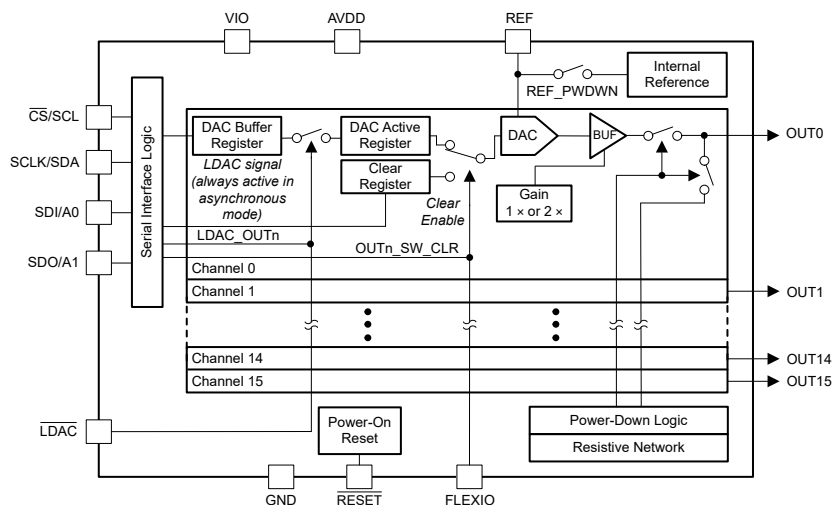 VIO
AVDD
REF
Internal
Reference
REF_PWDWN
CS/SCL
SCLK/SDA
SDI/A0
SDO/A1
Serial Interface Logic
DAC Buffer
Register
LDAC signal
(always active in
asynchronous
mode)
DAC Active
Register
Clear
Register
Clear
Enable
DAC
BUF
Gain
1 × or 2 ×
OUT0
LDAC_OUTn
OUTn_SW_CLR
Channel 0
Channel 1
OUT1
Channel 14
OUT14
Channel 15
OUT15
LDAC
Power-On
Reset
Power-Down Logic
Resistive Network
GND
RESET
FLEXIO